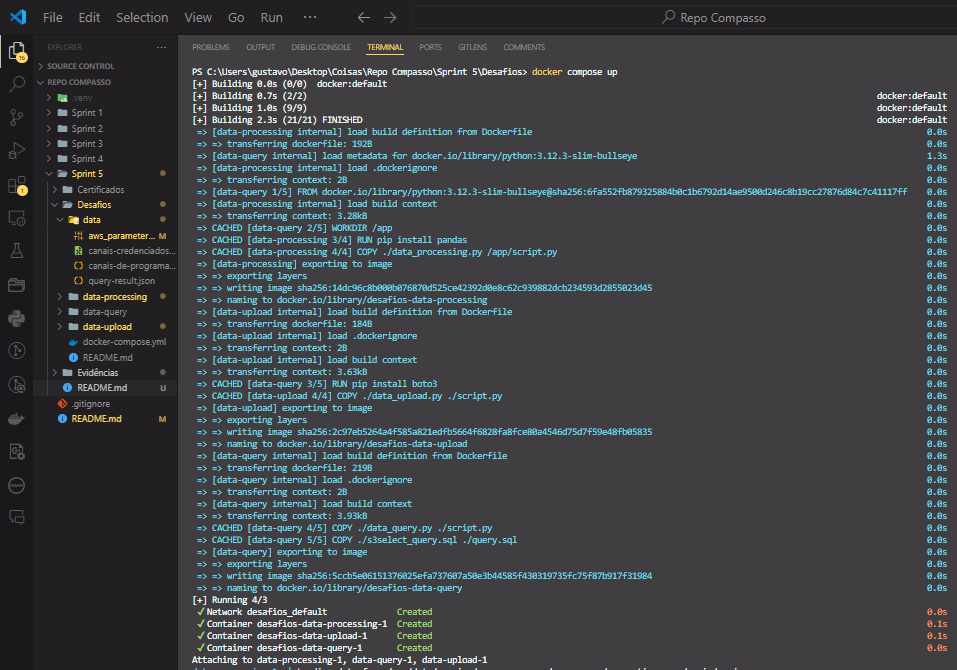 File Edit Selection View Go Run ··· ← → Repo Compasso
EXPLORER ···
SOURCE CONTROL
REPO COMPASSO
.venv
Sprint 1
Sprint 2
Sprint 3
Sprint 4
Sprint 5
Certificados
Desafios
data
aws_parameter... M
canais-credenciados...
canais-de-programa...
query-result.json
data-processing
data-query
data-upload
docker-compose.yml
README.md
Evidências
README.md U
.gitignore
README.md M
16
1
PROBLEMS OUTPUT DEBUG CONSOLE TERMINAL PORTS GITLENS COMMENTS
PS C:\Users\gustavo\Desktop\Coisas\Repo Compasso\Sprint 5\Desafios> docker compose up
[+] Building 0.0s (0/0) docker:default
[+] Building 0.7s (2/2) docker:default
[+] Building 1.0s (9/9) docker:default
[+] Building 2.3s (21/21) FINISHED docker:default
=> [data-processing internal] load build definition from Dockerfile 0.0s
=> => transferring dockerfile: 192B 0.0s
=> [data-query internal] load metadata for docker.io/library/python:3.12.3-slim-bullseye 1.3s
=> [data-processing internal] load .dockerignore 0.0s
=> => transferring context: 2B 0.0s
=> [data-query 1/5] FROM docker.io/library/python:3.12.3-slim-bullseye@sha256:6fa552fb879325884b0c1b6792d14ae9500d246c8b19cc27876d84c7c41117ff 0.0s
=> [data-processing internal] load build context 0.0s
=> => transferring context: 3.28kB 0.0s
=> CACHED [data-query 2/5] WORKDIR /app 0.0s
=> CACHED [data-processing 3/4] RUN pip install pandas 0.0s
=> CACHED [data-processing 4/4] COPY ./data_processing.py /app/script.py 0.0s
=> [data-processing] exporting to image 0.0s
=> => exporting layers 0.0s
=> => writing image sha256:14dc96c8b000b076870d525ce42392d0e8c62c939882dcb234593d2855023d45 0.0s
=> => naming to docker.io/library/desafios-data-processing 0.0s
=> [data-upload internal] load build definition from Dockerfile 0.0s
=> => transferring dockerfile: 184B 0.0s
=> [data-upload internal] load .dockerignore 0.0s
=> => transferring context: 2B 0.0s
=> [data-upload internal] load build context 0.0s
=> => transferring context: 3.63kB 0.0s
=> CACHED [data-query 3/5] RUN pip install boto3 0.0s
=> CACHED [data-upload 4/4] COPY ./data_upload.py ./script.py 0.0s
=> [data-upload] exporting to image 0.0s
=> => exporting layers 0.0s
=> => writing image sha256:2c97eb5264a4f585a821edfb5664f6828fa8fce80a4546d75d7f59e48fb05835 0.0s
=> => naming to docker.io/library/desafios-data-upload 0.0s
=> [data-query internal] load build definition from Dockerfile 0.0s
=> => transferring dockerfile: 219B 0.0s
=> [data-query internal] load .dockerignore 0.0s
=> => transferring context: 2B 0.0s
=> [data-query internal] load build context 0.0s
=> => transferring context: 3.93kB 0.0s
=> CACHED [data-query 4/5] COPY ./data_query.py ./script.py 0.0s
=> CACHED [data-query 5/5] COPY ./s3select_query.sql ./query.sql 0.0s
=> [data-query] exporting to image 0.0s
=> => exporting layers 0.0s
=> => writing image sha256:5ccb5e06151376025efa737607a50e3b44585f430319735fc75f87b917f31984 0.0s
=> => naming to docker.io/library/desafios-data-query 0.0s
[+] Running 4/3
✓Network desafios_default Created 0.0s
✓Container desafios-data-processing-1 Created 0.1s
✓Container desafios-data-upload-1 Created 0.1s
✓Container desafios-data-query-1 Created 0.0s
Attaching to data-processing-1, data-query-1, data-upload-1